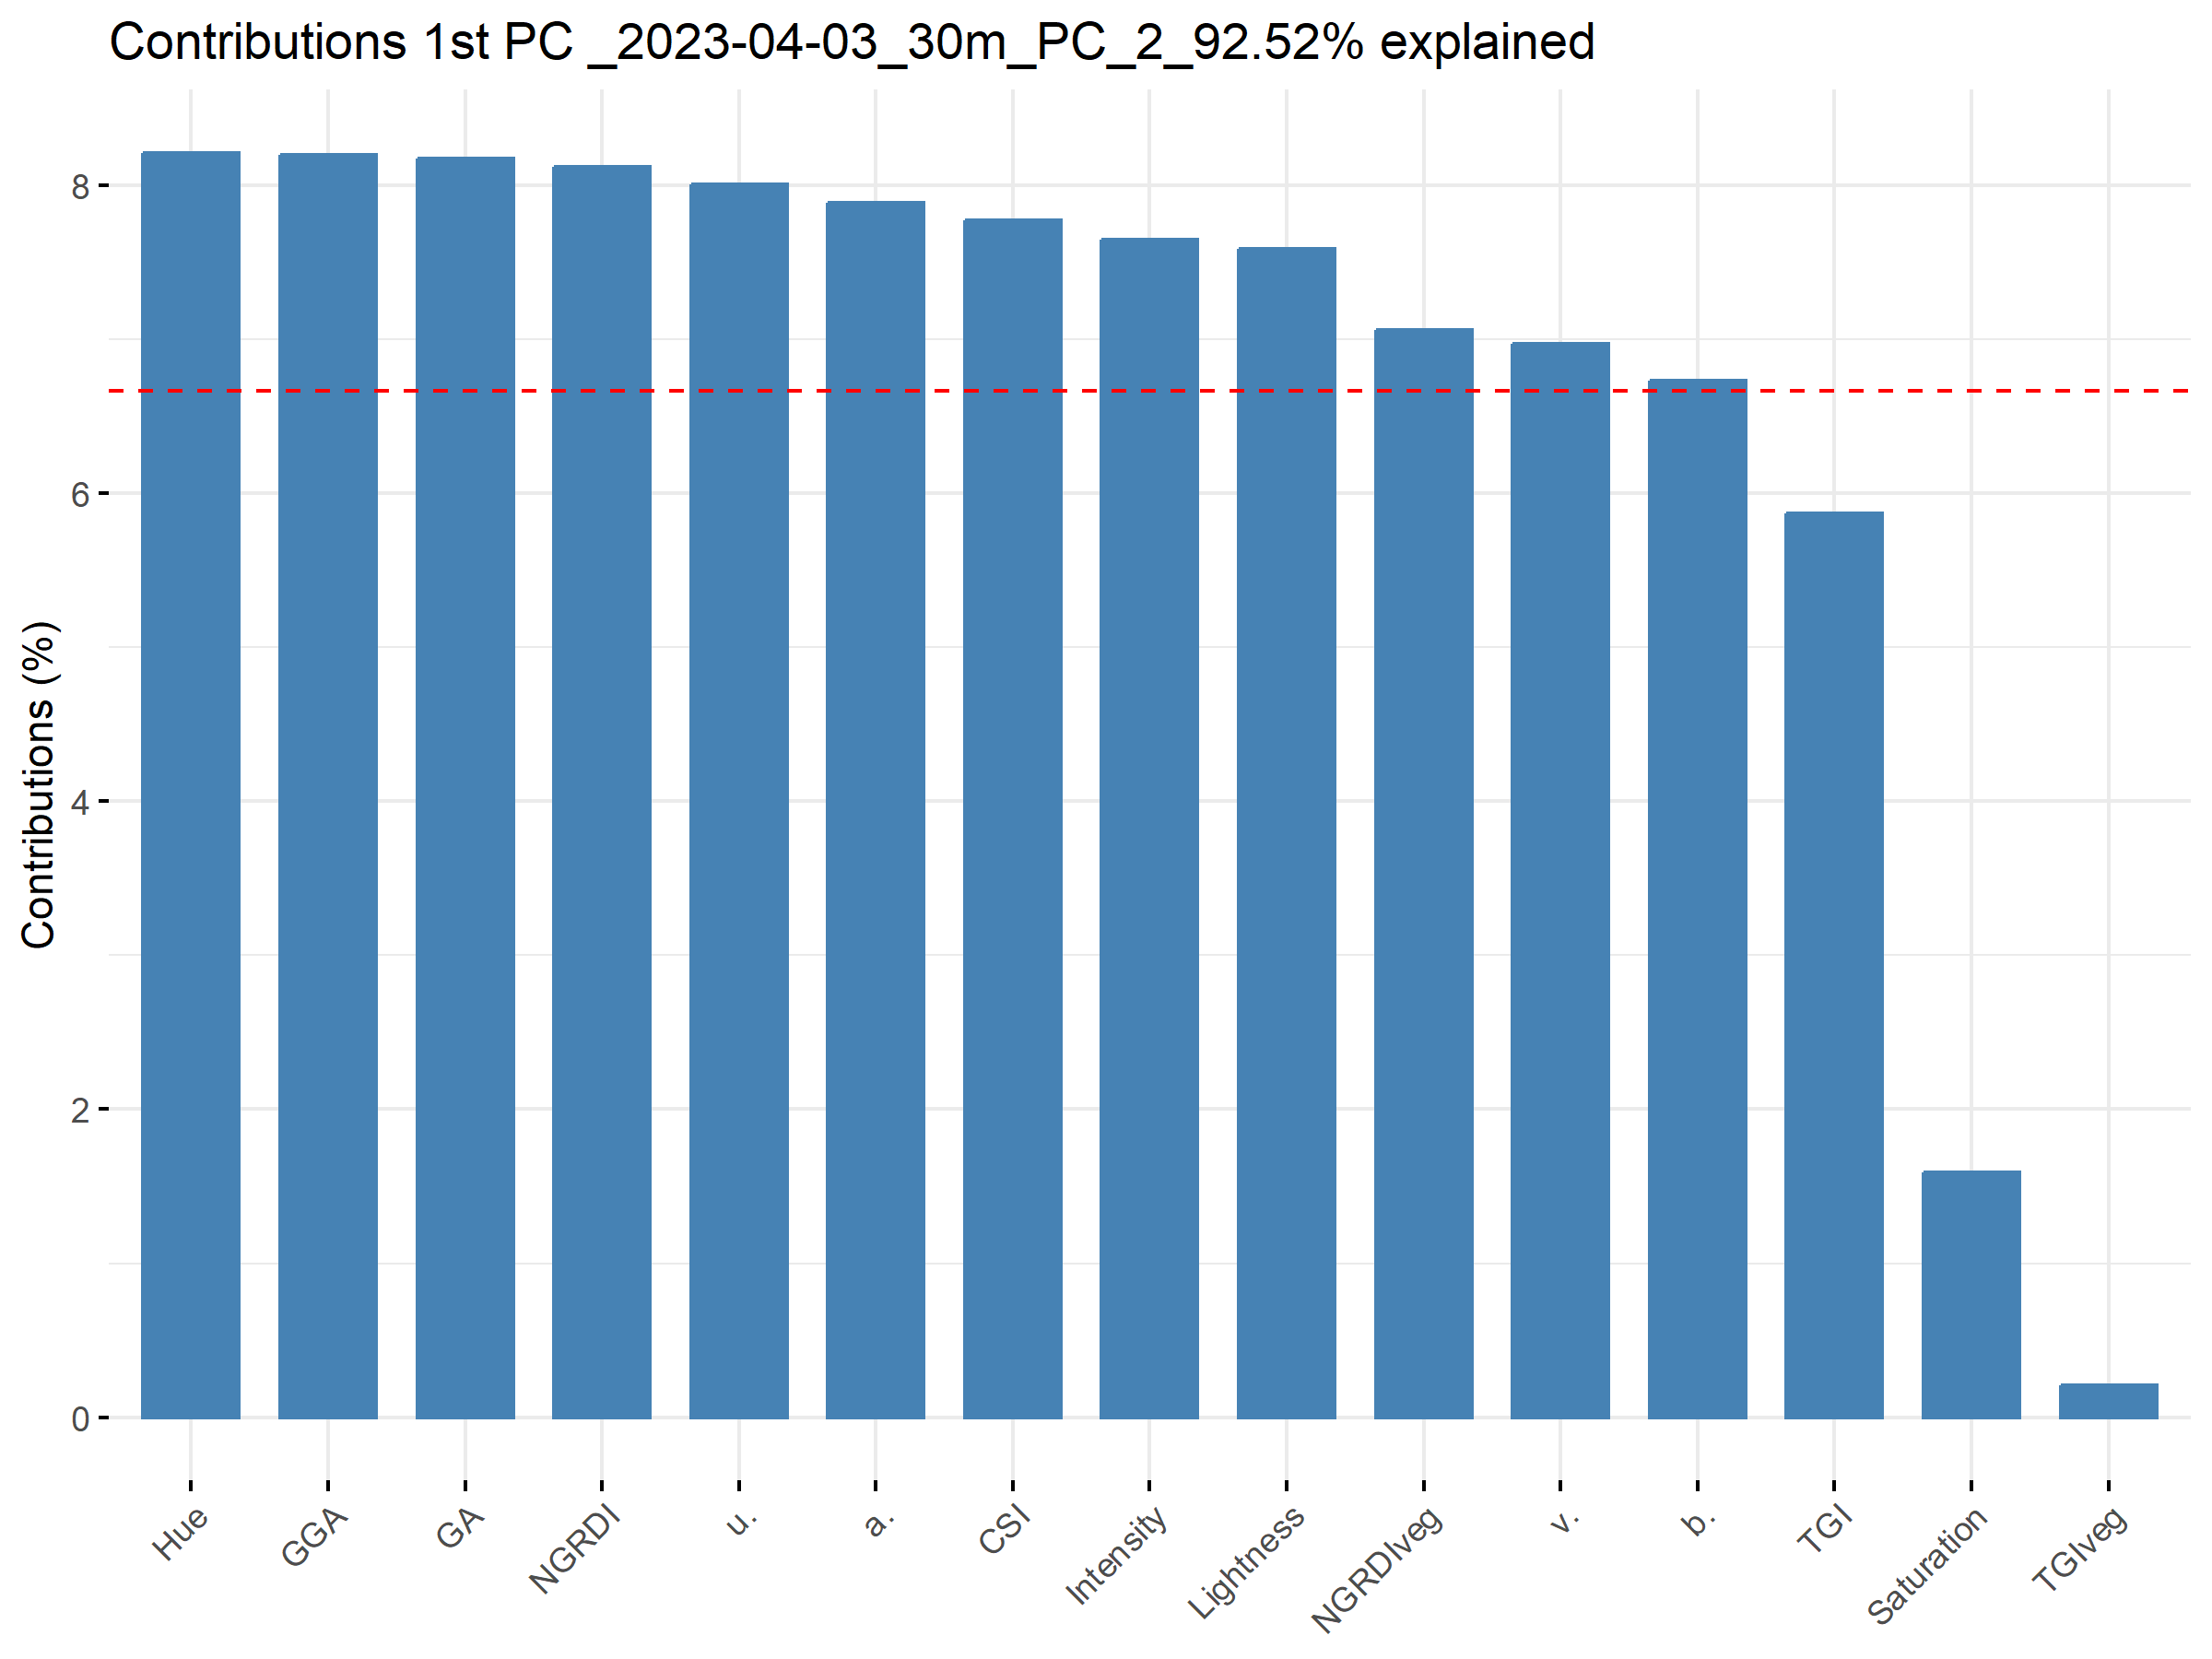 Contributions 1st PC _2023-04-03_30m_PC_2_92.52% explained
Contributions (%)
8
6
4
2
0
Hue
GGA
GA
NGRDI
u.
a.
CSI
Intensity
Lightness
NGRDIveg
v.
b.
TGI
Saturation
TGIveg